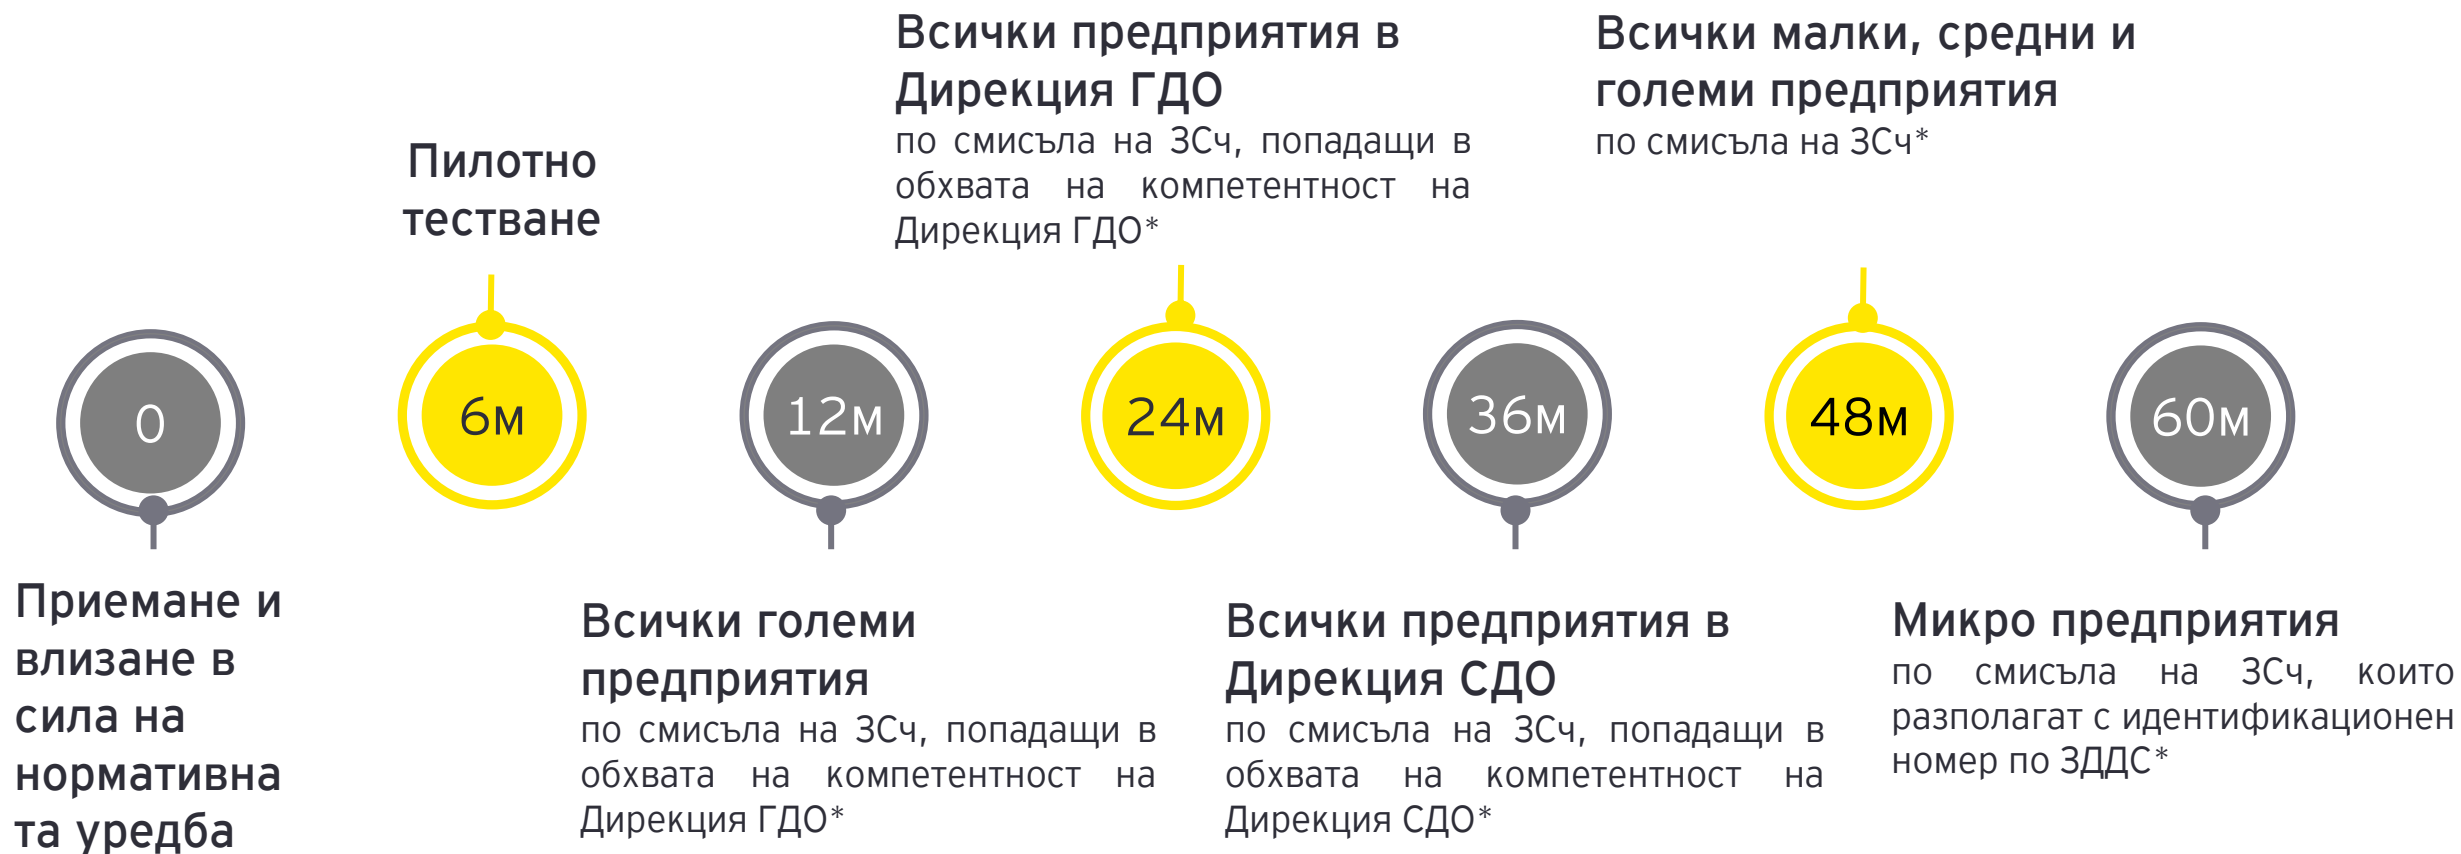 Всички предприятия в
Дирекция ГДО
по смисъла на ЗСч, попадащи в
обхвата на компетентност на
Дирекция ГДО*
Всички малки, средни и
големи предприятия
по смисъла на ЗСч*
Пилотно
тестване
0
6м
12м
24м
36м
48м
60м
Приемане и
влизане в
сила на
нормативна
та уредба
Всички големи
предприятия
по смисъла на ЗСч, попадащи в
обхвата на компетентност на
Дирекция ГДО*
Всички предприятия в
Дирекция СДО
по смисъла на ЗСч, попадащи в
обхвата на компетентност на
Дирекция СДО*
Микро предприятия
по смисъла на ЗСч, които
разполагат с идентификационен
номер по ЗДДС*